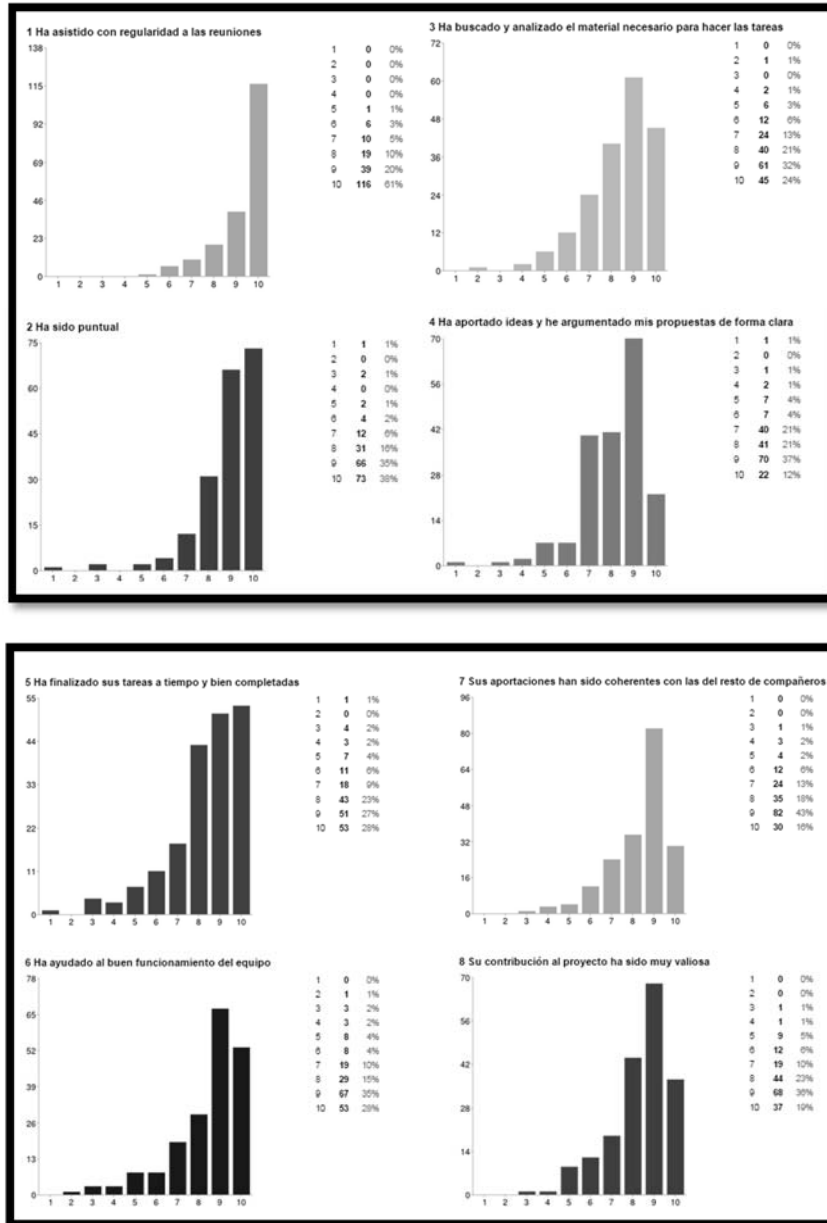 1 Ha asistido con regularidad a las reuniones
138
115
92
69
46
23
0
1 2 3 4 5 6 7 8 9 10
1 0 0%
2 0 0%
3 0 0%
4 0 0%
5 1 1%
6 6 3%
7 10 5%
8 19 10%
9 39 20%
10 116 61%
3 Ha buscado y analizado el material necesario para hacer las tareas
72
60
48
36
24
12
0
1 2 3 4 5 6 7 8 9 10
1 0 0%
2 1 1%
3 0 0%
4 2 1%
5 6 3%
6 12 6%
7 24 13%
8 40 21%
9 61 32%
10 45 24%
2 Ha sido puntual
75
60
45
30
15
0
1 2 3 4 5 6 7 8 9 10
1 1 1%
2 0 0%
3 2 1%
4 0 0%
5 2 1%
6 4 2%
7 12 6%
8 31 16%
9 66 35%
10 73 38%
4 Ha aportado ideas y he argumentado mis propuestas de forma clara
70
56
42
28
14
0
1 2 3 4 5 6 7 8 9 10
1 1 1%
2 0 0%
3 1 1%
4 2 1%
5 7 4%
6 7 4%
7 40 21%
8 41 21%
9 70 37%
10 22 12%
5 Ha finalizado sus tareas a tiempo y bien completadas
55
44
33
22
11
0
1 2 3 4 5 6 7 8 9 10
1 1 1%
2 0 0%
3 4 2%
4 3 2%
5 7 4%
6 11 6%
7 18 9%
8 43 23%
9 51 27%
10 53 28%
7 Sus aportaciones han sido coherentes con las del resto de compañeros
96
80
64
48
32
16
0
1 2 3 4 5 6 7 8 9 10
1 0 0%
2 0 0%
3 1 1%
4 3 2%
5 4 2%
6 12 6%
7 24 13%
8 35 18%
9 82 43%
10 30 16%
6 Ha ayudado al buen funcionamiento del equipo
78
65
52
39
26
13
0
1 2 3 4 5 6 7 8 9 10
1 0 0%
2 1 1%
3 3 2%
4 3 2%
5 8 4%
6 8 4%
7 19 10%
8 29 15%
9 67 35%
10 53 28%
8 Su contribución al proyecto ha sido muy valiosa
70
56
42
28
14
0
1 2 3 4 5 6 7 8 9 10
1 0 0%
2 0 0%
3 1 1%
4 1 1%
5 9 5%
6 12 6%
7 19 10%
8 44 23%
9 68 36%
10 37 19%